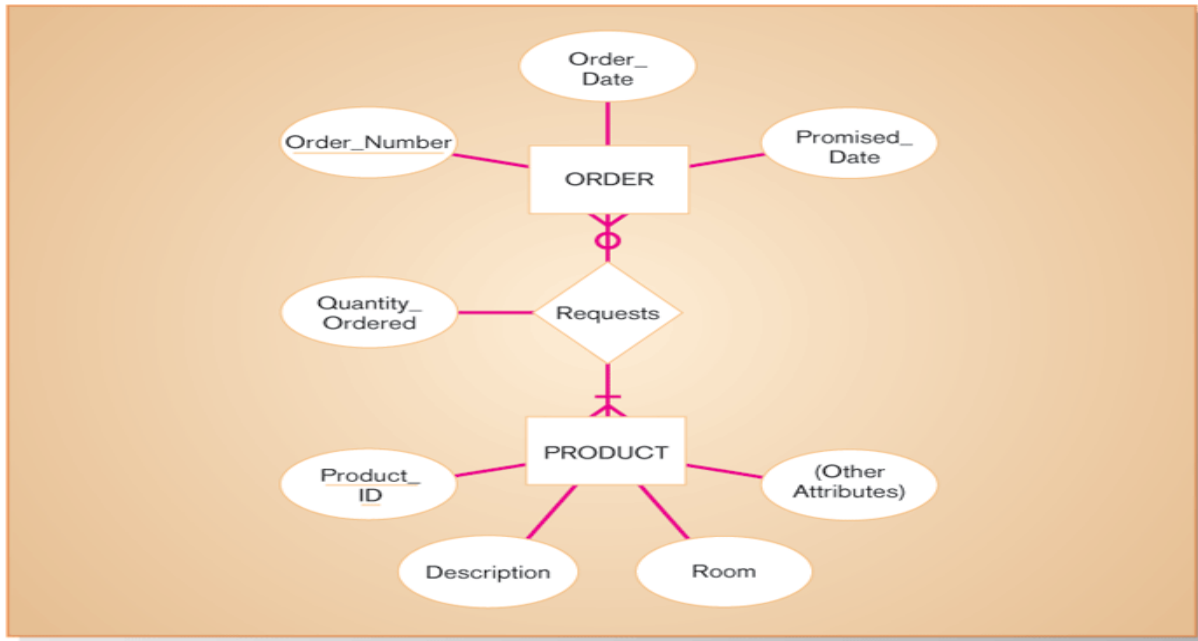 Order_
Date
Order_Number
Promised_
Date
ORDER
Quantity_
Ordered
Requests
PRODUCT
Product_
ID
(Other
Attributes)
Description
Room